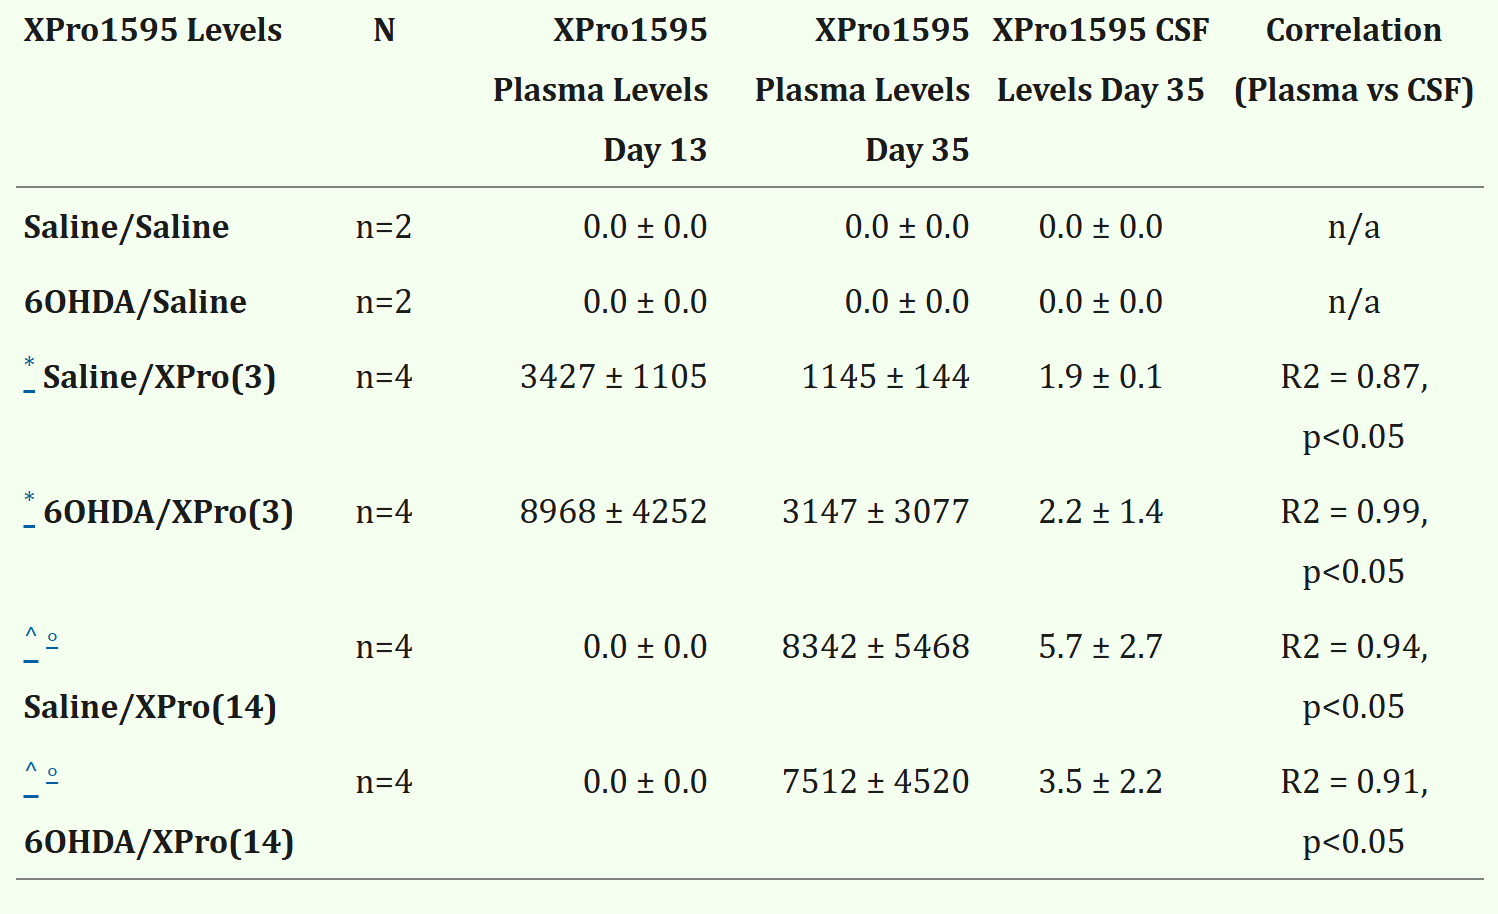 XPro1595 Levels N XPro1595 XPro1595 XPro1595 CSF Correlation
Plasma Levels Plasma Levels Levels Day 35 (Plasma vs CSF)
Day 13 Day 35
Saline/Saline n=2 0.0 ± 0.0 0.0 ± 0.0 0.0 ± 0.0 n/a
6OHDA/Saline n=2 0.0 ± 0.0 0.0 ± 0.0 0.0 ± 0.0 n/a
* Saline/XPro(3) n=4 3427 ± 1105 1145 ± 144 1.9 ± 0.1 R2 = 0.87,
p<0.05
* 6OHDA/XPro(3) n=4 8968 ± 4252 3147 ± 3077 2.2 ± 1.4 R2 = 0.99,
p<0.05
^ o n=4 0.0 ± 0.0 8342 ± 5468 5.7 ± 2.7 R2 = 0.94,
Saline/XPro(14) p<0.05
^ o n=4 0.0 ± 0.0 7512 ± 4520 3.5 ± 2.2 R2 = 0.91,
6OHDA/XPro(14) p<0.05